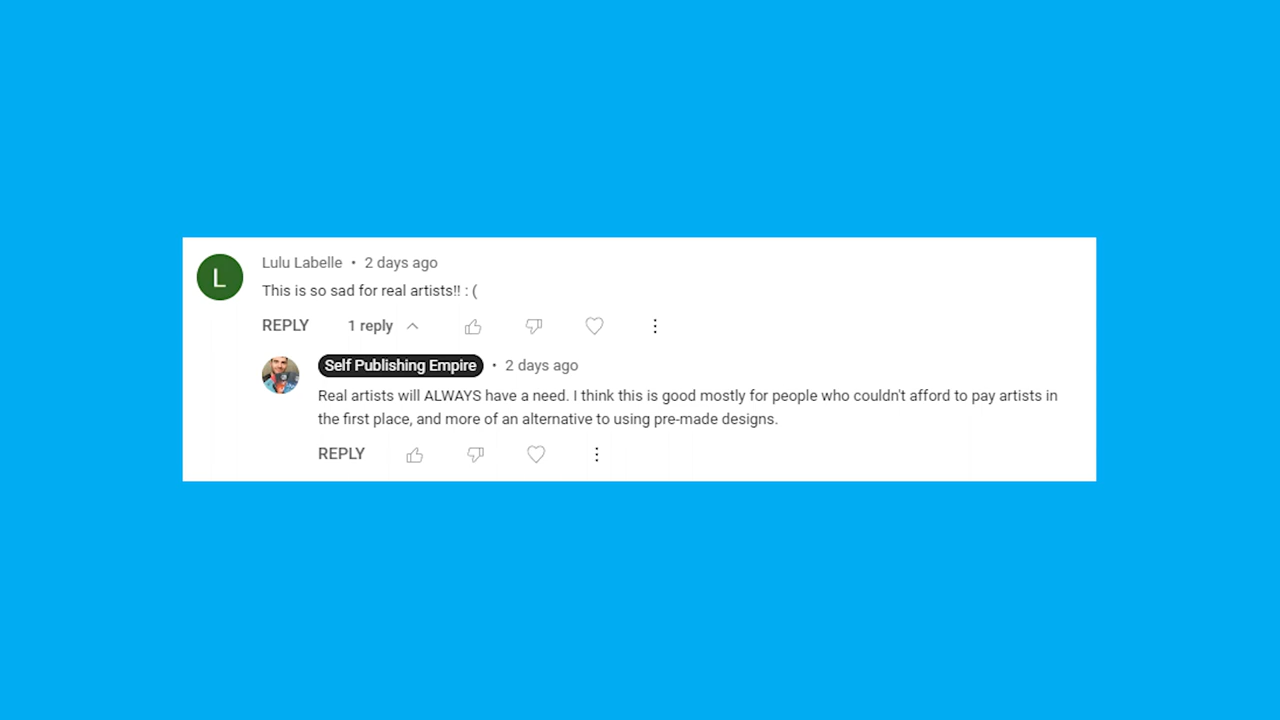 L
Lulu Labelle • 2 days ago
This is so sad for real artists!! : (
REPLY 1 reply
Self Publishing Empire • 2 days ago
Real artists will ALWAYS have a need. I think this is good mostly for people who couldn't afford to pay artists in
the first place, and more of an alternative to using pre-made designs.
REPLY